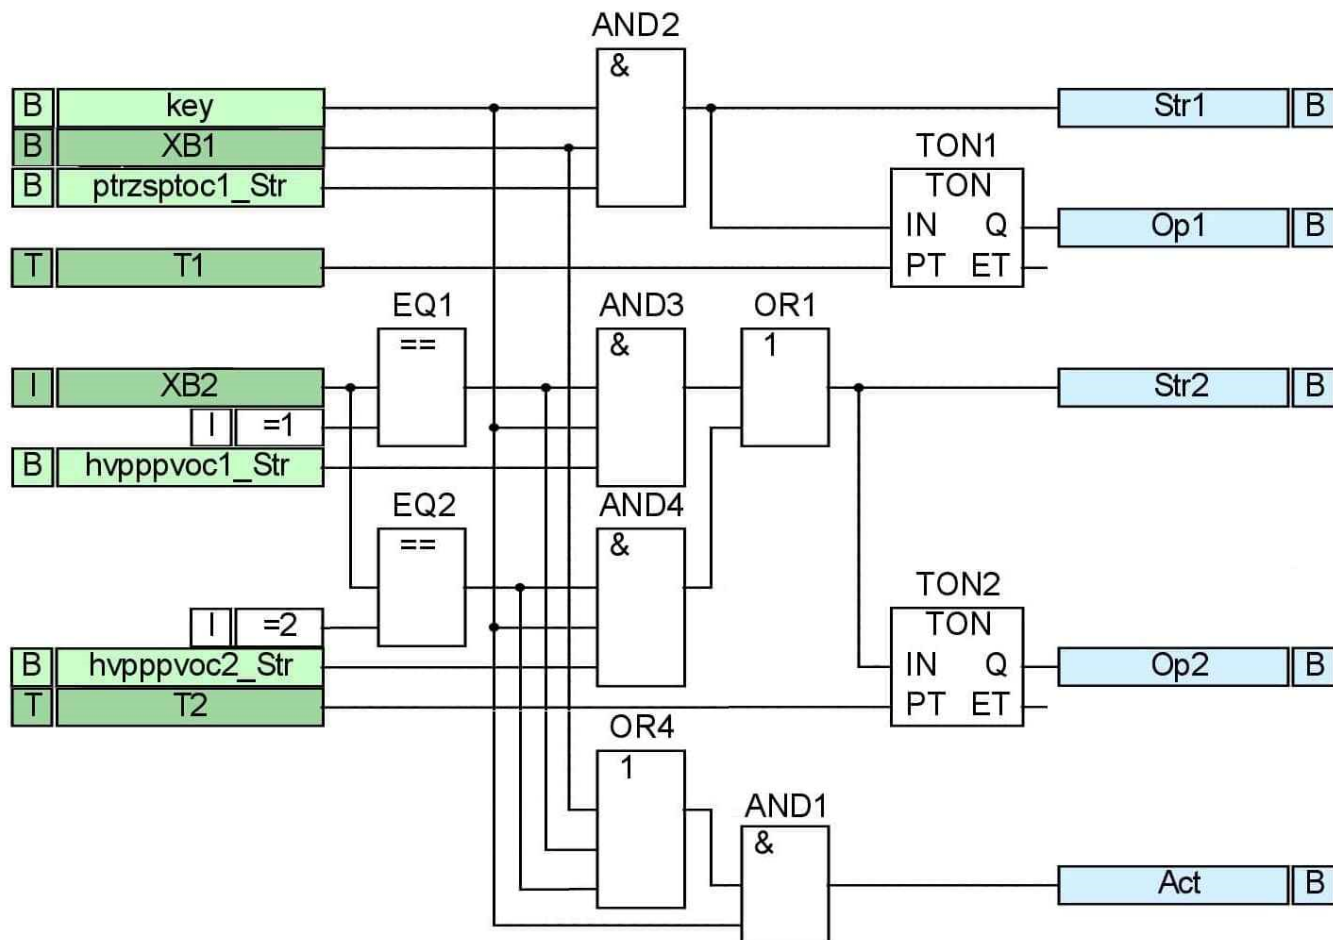 AND2
&
B key
Str1 B
B XB1
TON1
B ptrzsptoc1_Str
TON
IN Q
Op1 B
T T1
PT ET
EQ1
AND3
OR1
==
&
1
I XB2
Str2 B
I =1
B hvpppvoc1_Str
EQ2
AND4
==
&
TON2
I =2
TON
B hvpppvoc2_Str
IN Q
Op2 B
T T2
PT ET
OR4
1
AND1
&
Act B